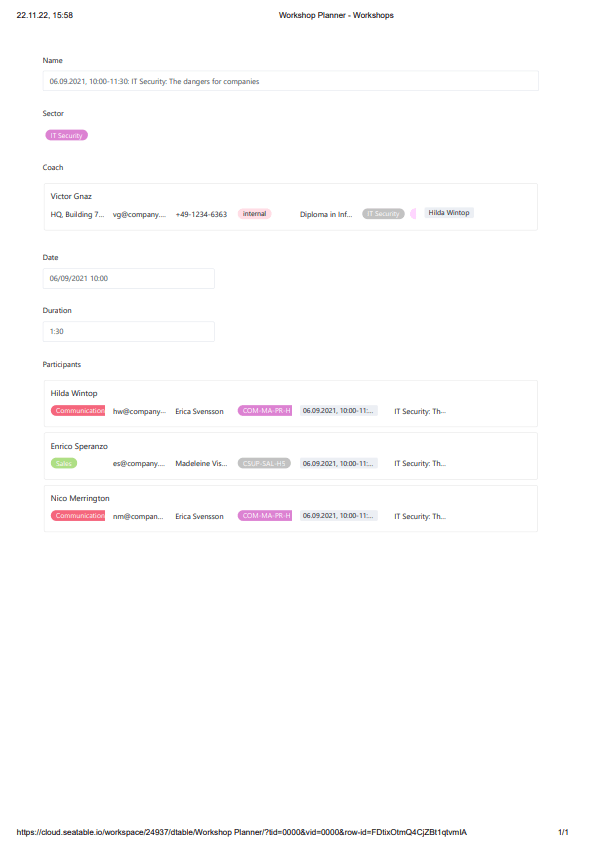 22.11.22, 15:58 Workshop Planner - Workshops
Name
06.09.2021, 10:00-11:30: IT Security: The dangers for companies
Sector
IT Security
Coach
Victor Gnaz
HQ, Building 7... vg@company.... +49-1234-6363 internal Diploma in Inf... IT Security Hilda Wintop
Date
06/09/2021 10:00
Duration
1:30
Participants
Hilda Wintop
Communication hw@company... Erica Svensson COM-MA-PR-H 06.09.2021, 10:00-11:... IT Security: Th...
Enrico Speranzo
Sales es@company.... Madeleine Vis... CSUP-SAL-H3 06.09.2021, 10:00-11:... IT Security: Th...
Nico Merrington
Communication nm@compan... Erica Svensson COM-MA-PR-H 06.09.2021, 10:00-11:... IT Security: Th...
https://cloud.seatable.io/workspace/24937/dtable/Workshop Planner/?tid=0000&vid=0000&row-id=FDtixOtmQ4CjZBt1qtvmIA 1/1